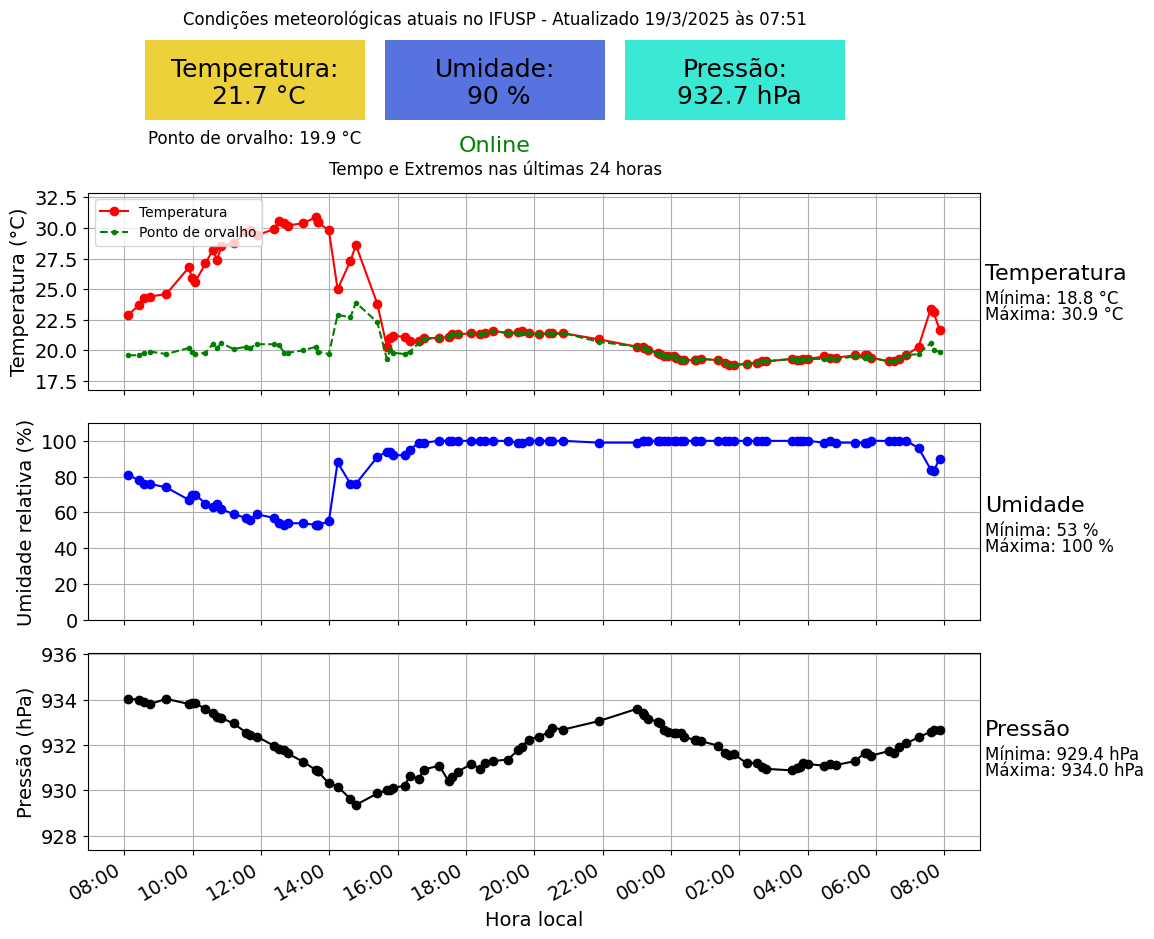 Condições meteorológicas atuais no IFUSP - Atualizado 19/3/2025 às 07:51
Temperatura:
21.7 °C
Umidade:
90 %
Pressão:
932.7 hPa
Ponto de orvalho: 19.9 °C
Online
Tempo e Extremos nas últimas 24 horas
Temperatura (°C)
32.5
30.0
27.5
25.0
22.5
20.0
17.5
Temperatura
Ponto de orvalho
Temperatura
Mínima: 18.8 °C
Máxima: 30.9 °C
Umidade relativa (%)
100
80
60
40
20
0
Umidade
Mínima: 53 %
Máxima: 100 %
Pressão (hPa)
936
934
932
930
928
Pressão
Mínima: 929.4 hPa
Máxima: 934.0 hPa
08:00
10:00
12:00
14:00
16:00
18:00
20:00
22:00
00:00
02:00
04:00
06:00
08:00
Hora local